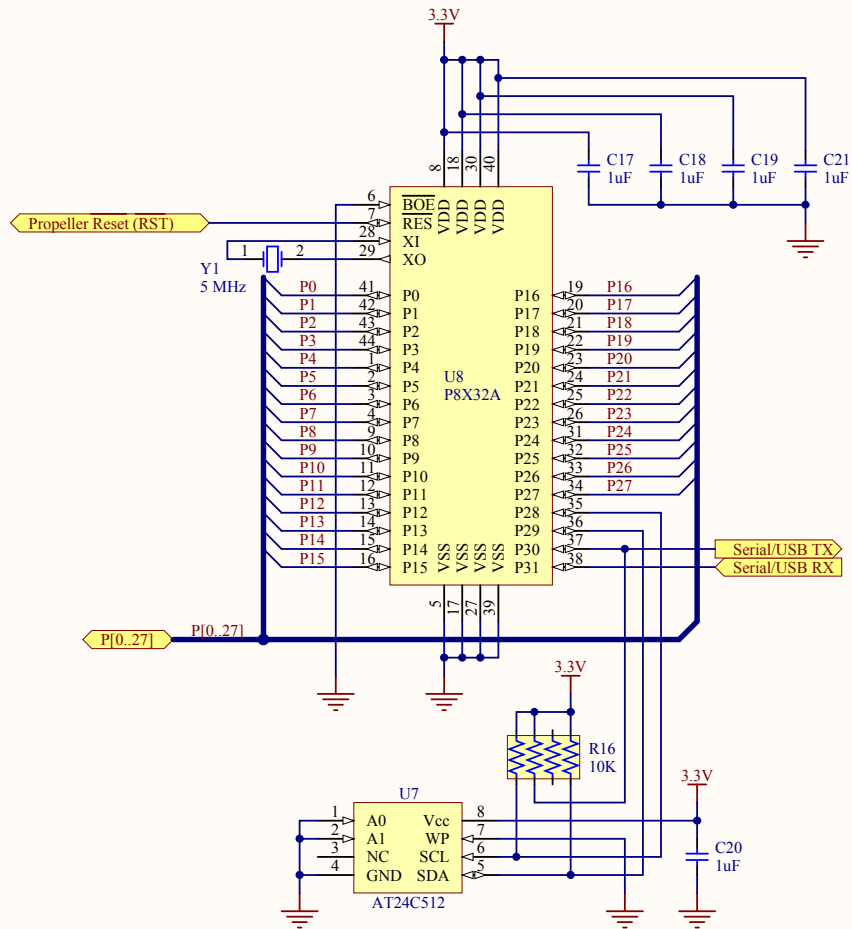 3.3V
8 18 30 40
VDD VDD VDD VDD
C17 1uF
C18 1uF
C19 1uF
C21 1uF
Propeller Reset (RST)
6 BOE
7 RES
28 XI
29 XO
1 2
Y1
5 MHz
P0 41 P0
P1 42 P1
P2 43 P2
P3 44 P3
P4 1 P4
P5 2 P5
P6 3 P6
P7 4 P7
P8 9 P8
P9 10 P9
P10 11 P10
P11 12 P11
P12 13 P12
P13 14 P13
P14 15 P14
P15 16 P15
U8
P8X32A
P16 19 P16
P17 20 P17
P18 21 P18
P19 22 P19
P20 23 P20
P21 24 P21
P22 25 P22
P23 26 P23
P24 31 P24
P25 32 P25
P26 33 P26
P27 34 P27
P28 35
P29 36
P30 37 Serial/USB TX
P31 38 Serial/USB RX
VSS VSS VSS VSS
5 17 27 39
P[0..27] P[0..27]
3.3V
R16
10K
U7
1 A0 Vcc 8
2 A1 WP 7
3 NC SCL 6
4 GND SDA 5
AT24C512
3.3V
C20
1uF